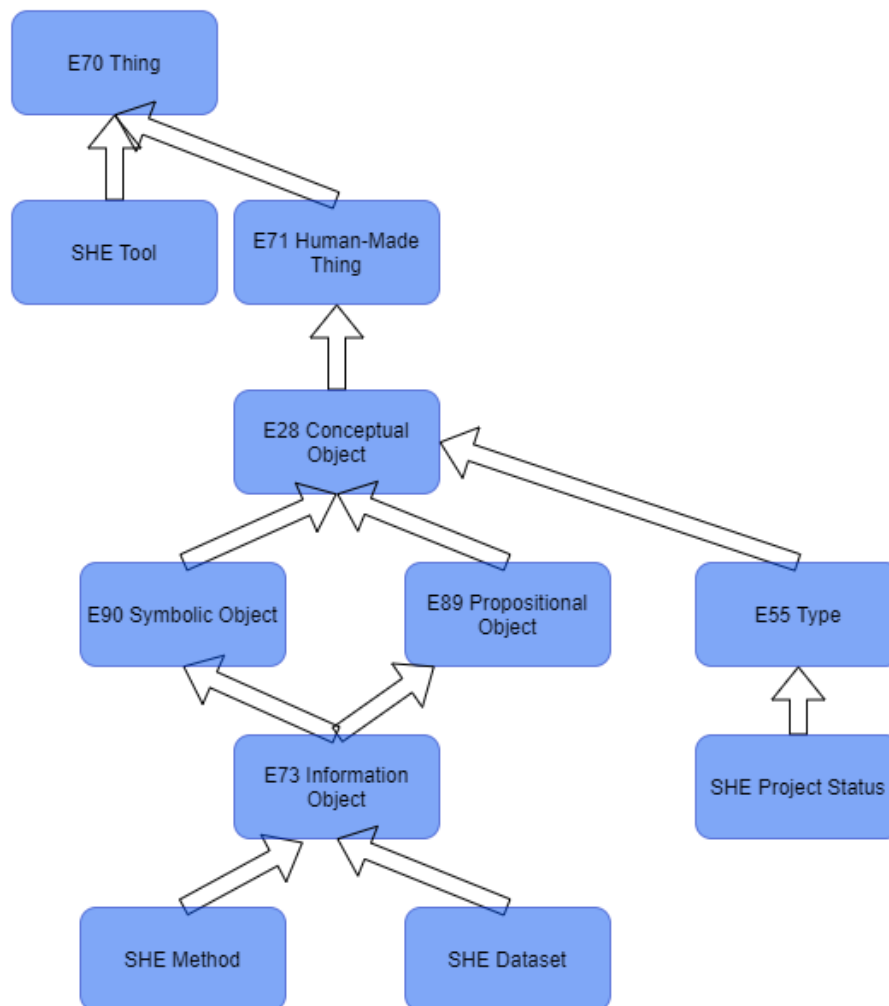 E70 Thing
SHE Tool
E71 Human-Made
Thing
E28 Conceptual
Object
E90 Symbolic Object
E89 Propositional
Object
E55 Type
E73 Information
Object
SHE Project Status
SHE Method
SHE Dataset